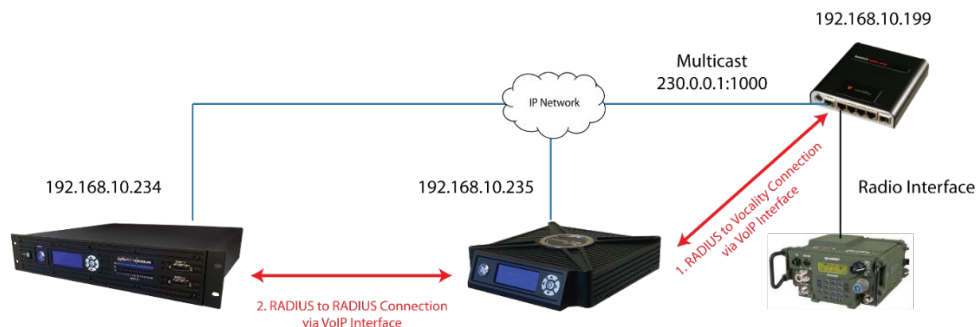 192.168.10.199
Multicast
230.0.0.1:1000
IP Network
192.168.10.234
192.168.10.235
1. RADIUS to Vocality Connection
via VoIP Interface
Radio Interface
2. RADIUS to RADIUS Connection
via VoIP Interface